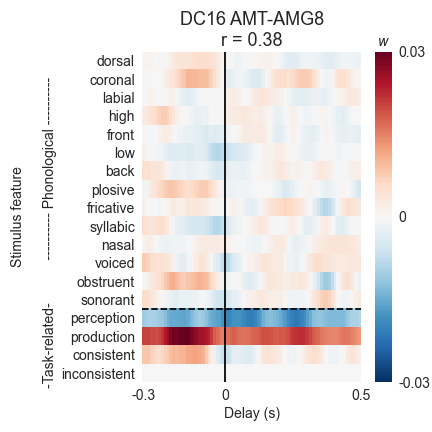 DC16 AMT-AMG8
r = 0.38
w
Stimulus feature
---------- Phonological ----------
-Task-related-
dorsal
coronal
labial
high
front
low
back
plosive
fricative
syllabic
nasal
voiced
obstruent
sonorant
perception
production
consistent
inconsistent
0.03
0
-0.03
-0.3
0
0.5
Delay (s)